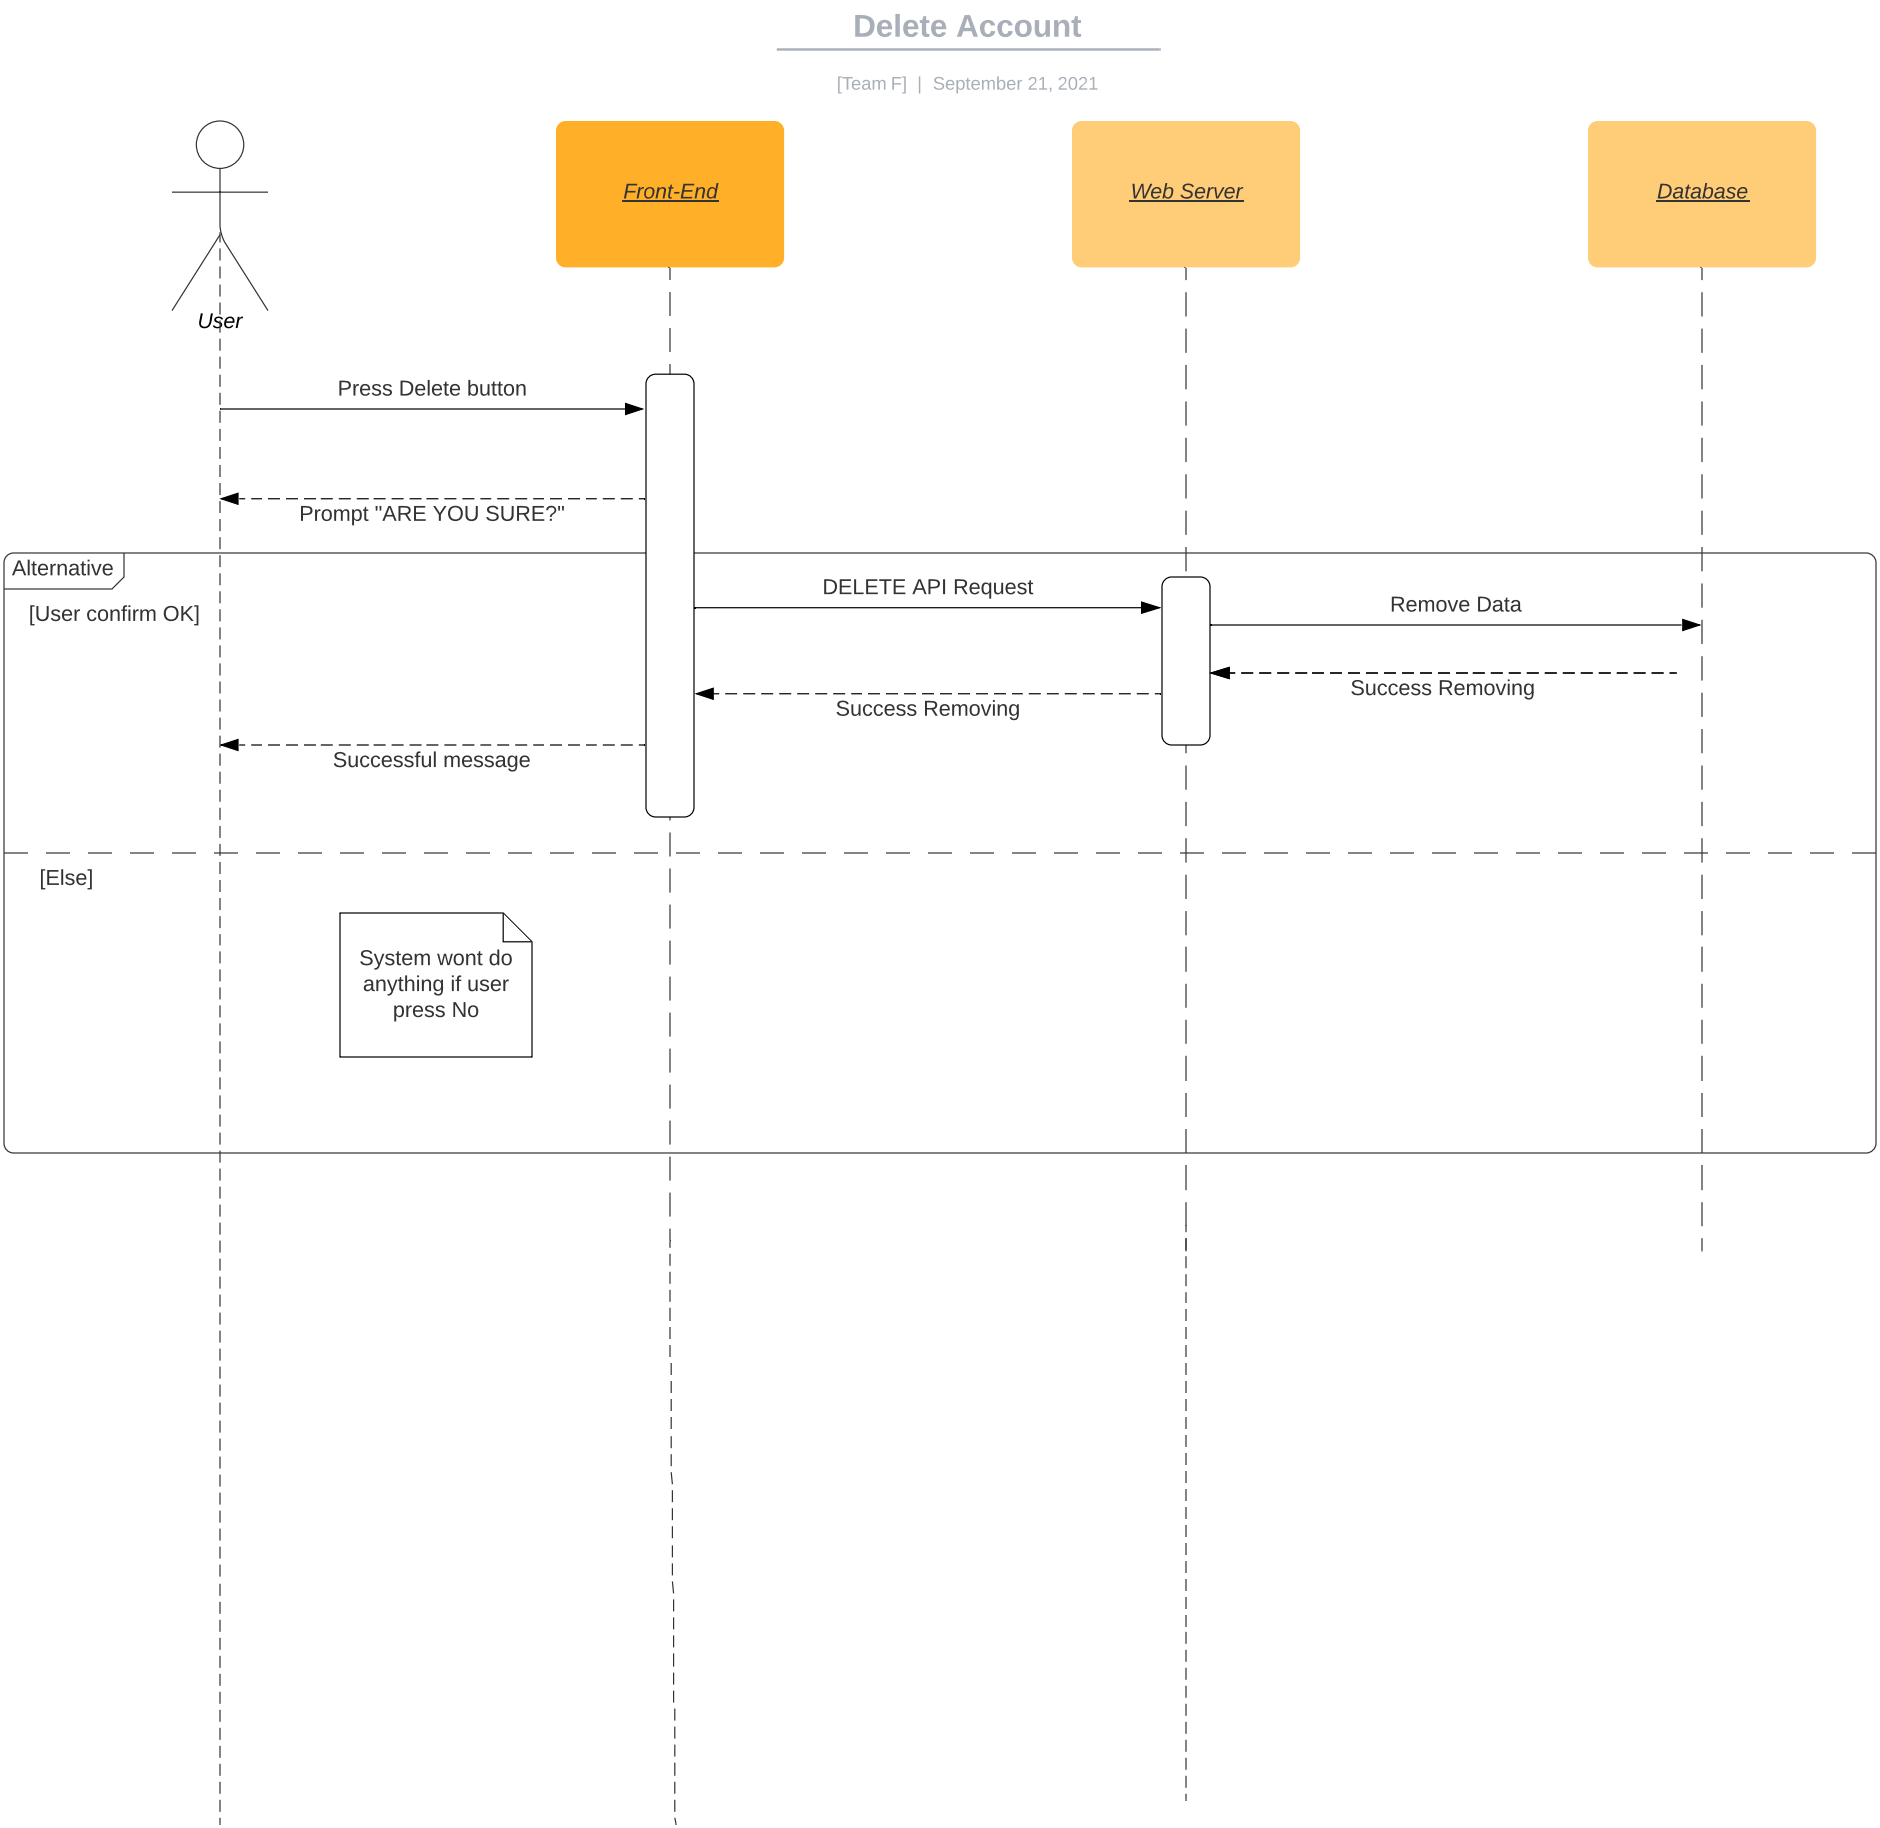 Delete Account
[Team F] | September 21, 2021
User
Front-End
Web Server
Database
Press Delete button
Prompt "ARE YOU SURE?"
Alternative
[User confirm OK]
DELETE API Request
Remove Data
Success Removing
Success Removing
Successful message
[Else]
System wont do
anything if user
press No